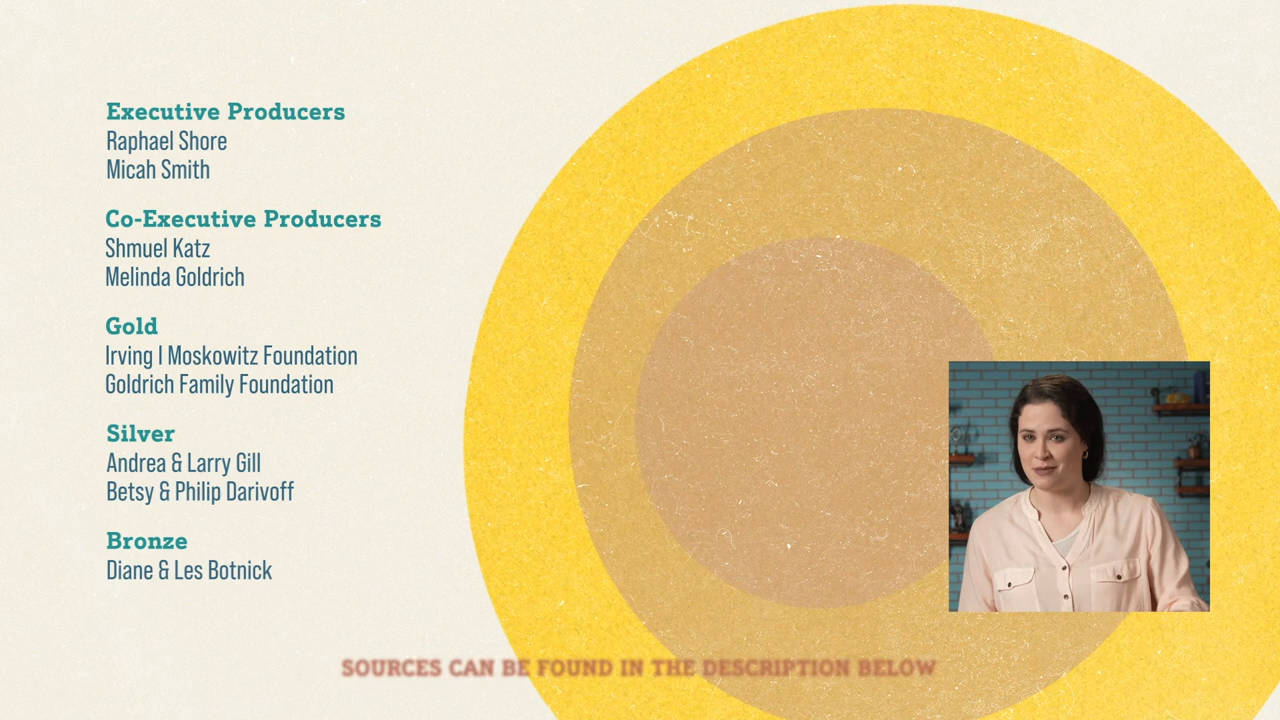 Executive Producers
Raphael Shore
Micah Smith
Co-Executive Producers
Shmuel Katz
Melinda Goldrich
Gold
Irving I Moskowitz Foundation
Goldrich Family Foundation
Silver
Andrea & Larry Gill
Betsy & Philip Darivoff
Bronze
Diane & Les Botnick
SOURCES CAN BE FOUND IN THE DESCRIPTION BELOW